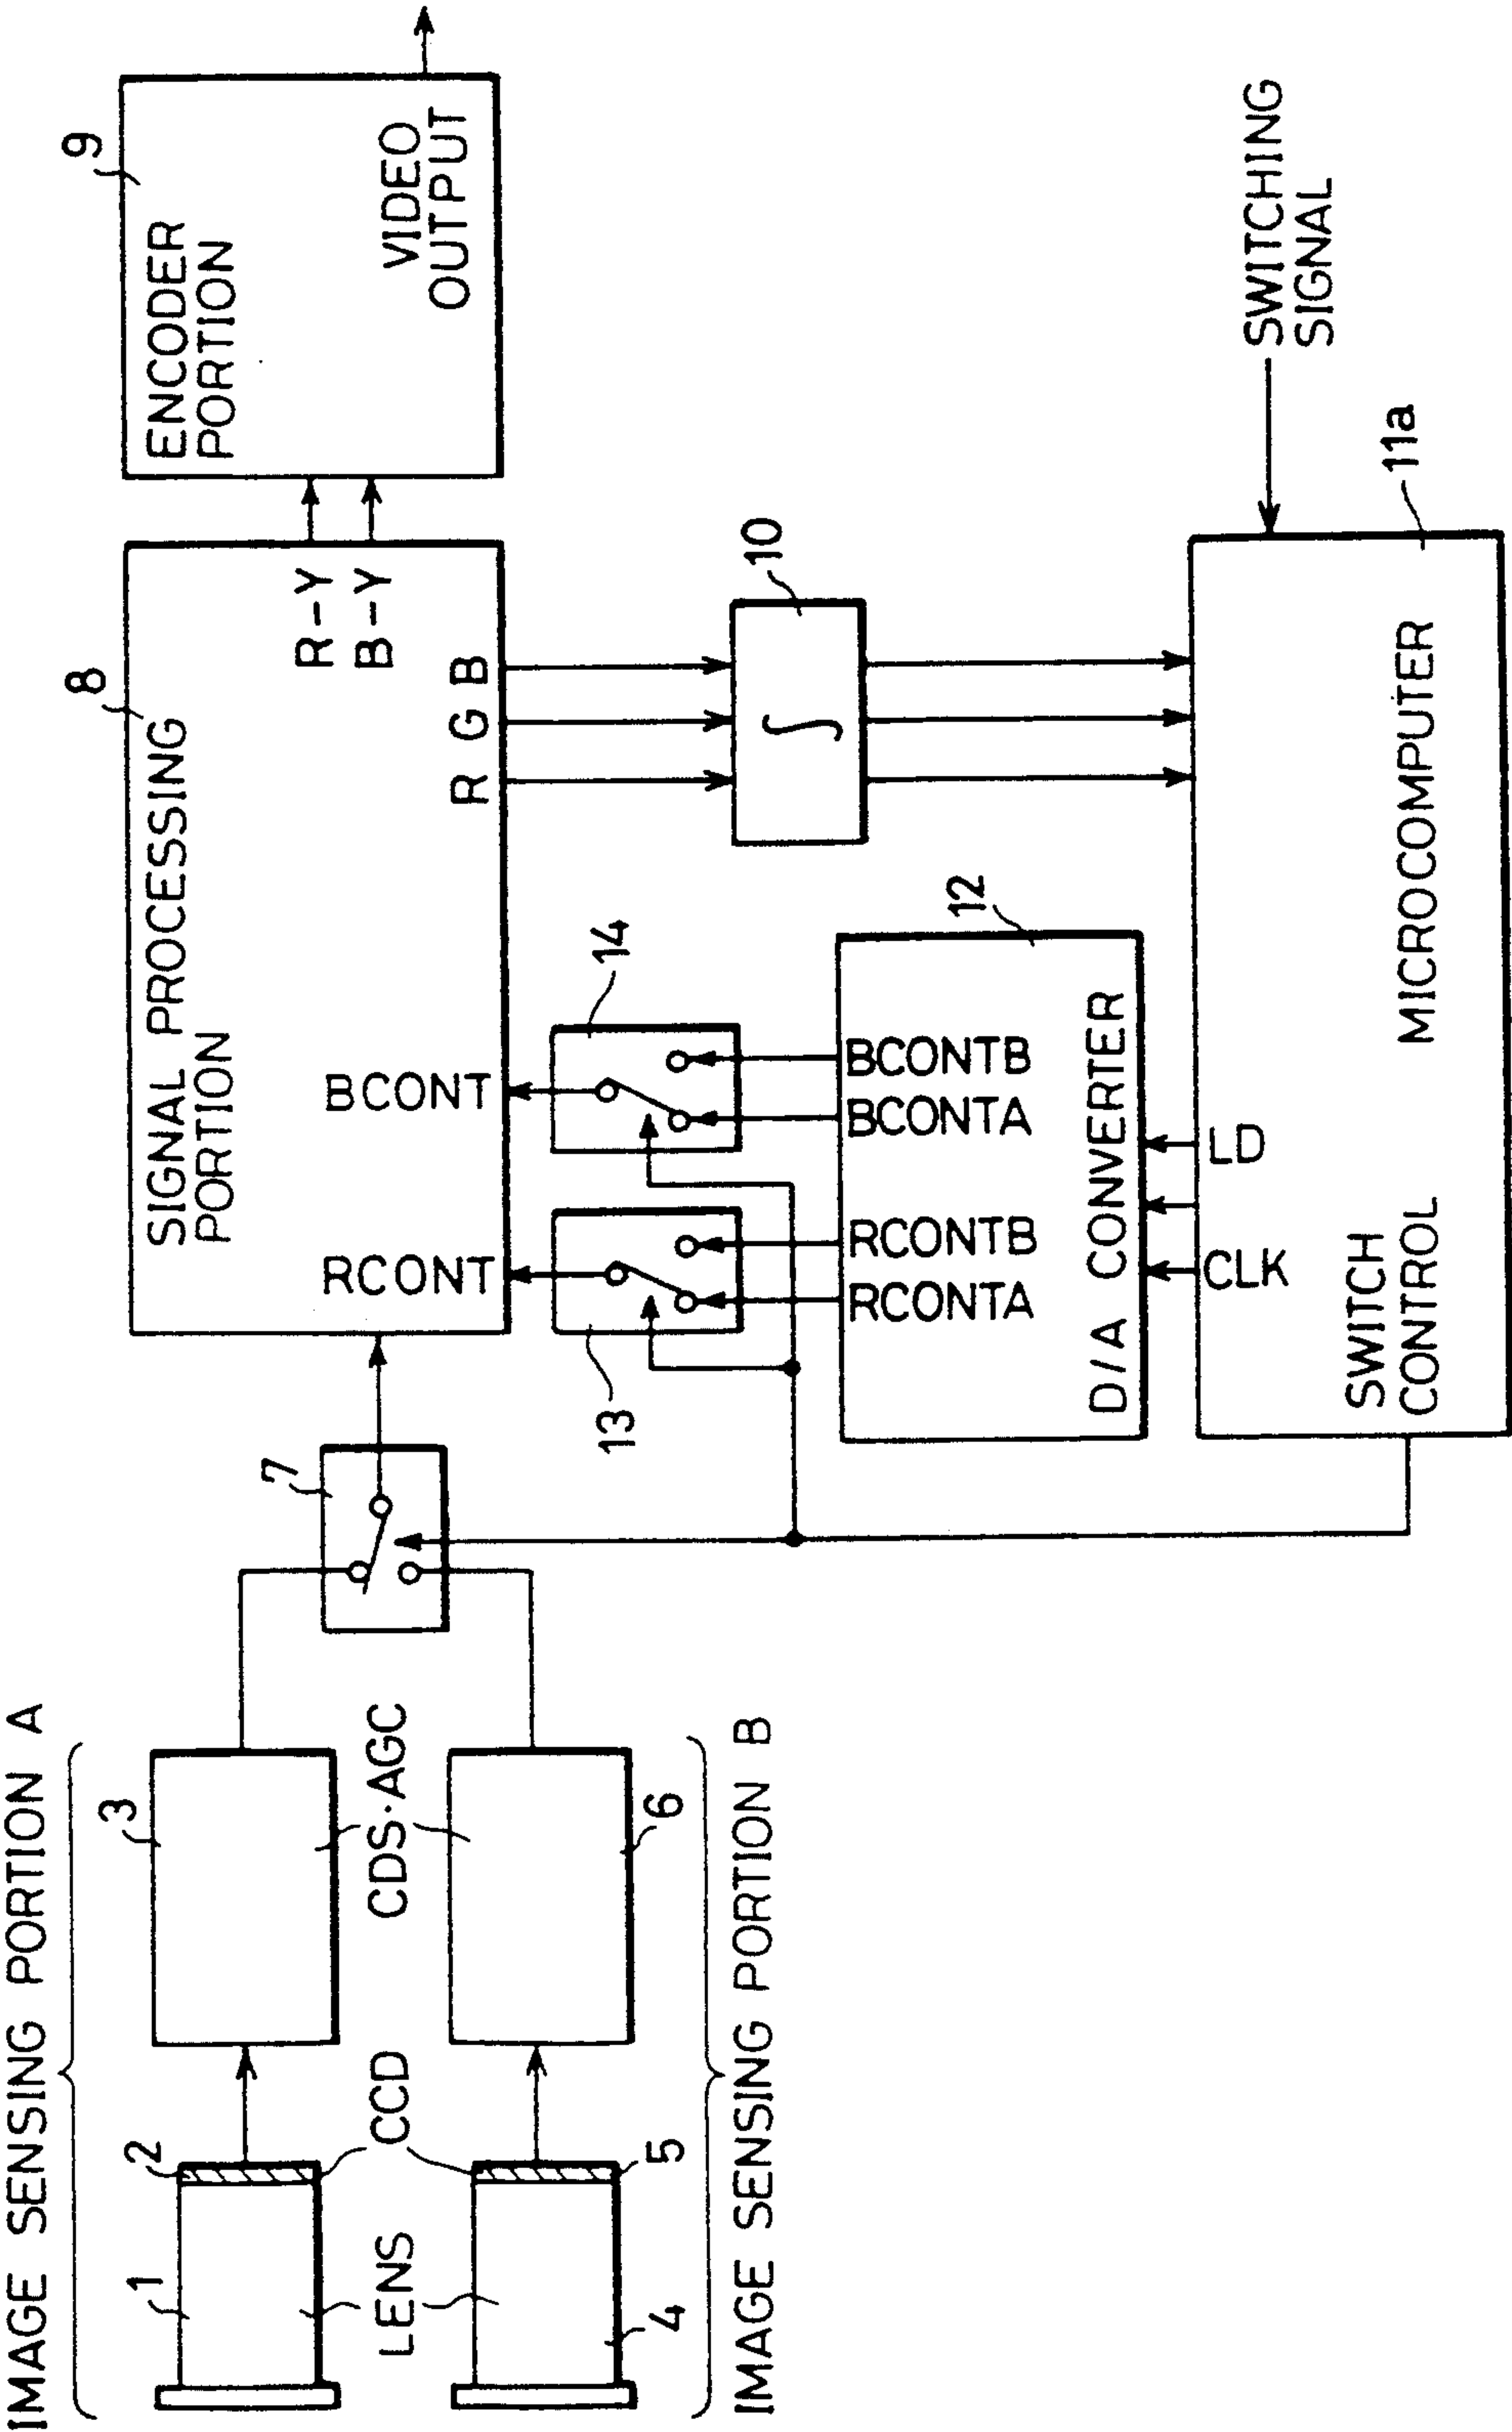 IMAGE SENSING PORTION A
1
2
3
LENS
CCD
CDS·AGC
4
5
6
IMAGE SENSING PORTION B
7
8
SIGNAL PROCESSING
PORTION
R-Y
B-Y
RCONT
BCONT
R
G
B
9
ENCODER
PORTION
VIDEO
OUTPUT
13
14
10
∫
12
RCONTA
RCONTB
BCONTA
BCONTB
D/A CONVERTER
CLK
LD
SWITCH
CONTROL
MICROCOMPUTER
11a
SWITCHING
SIGNAL